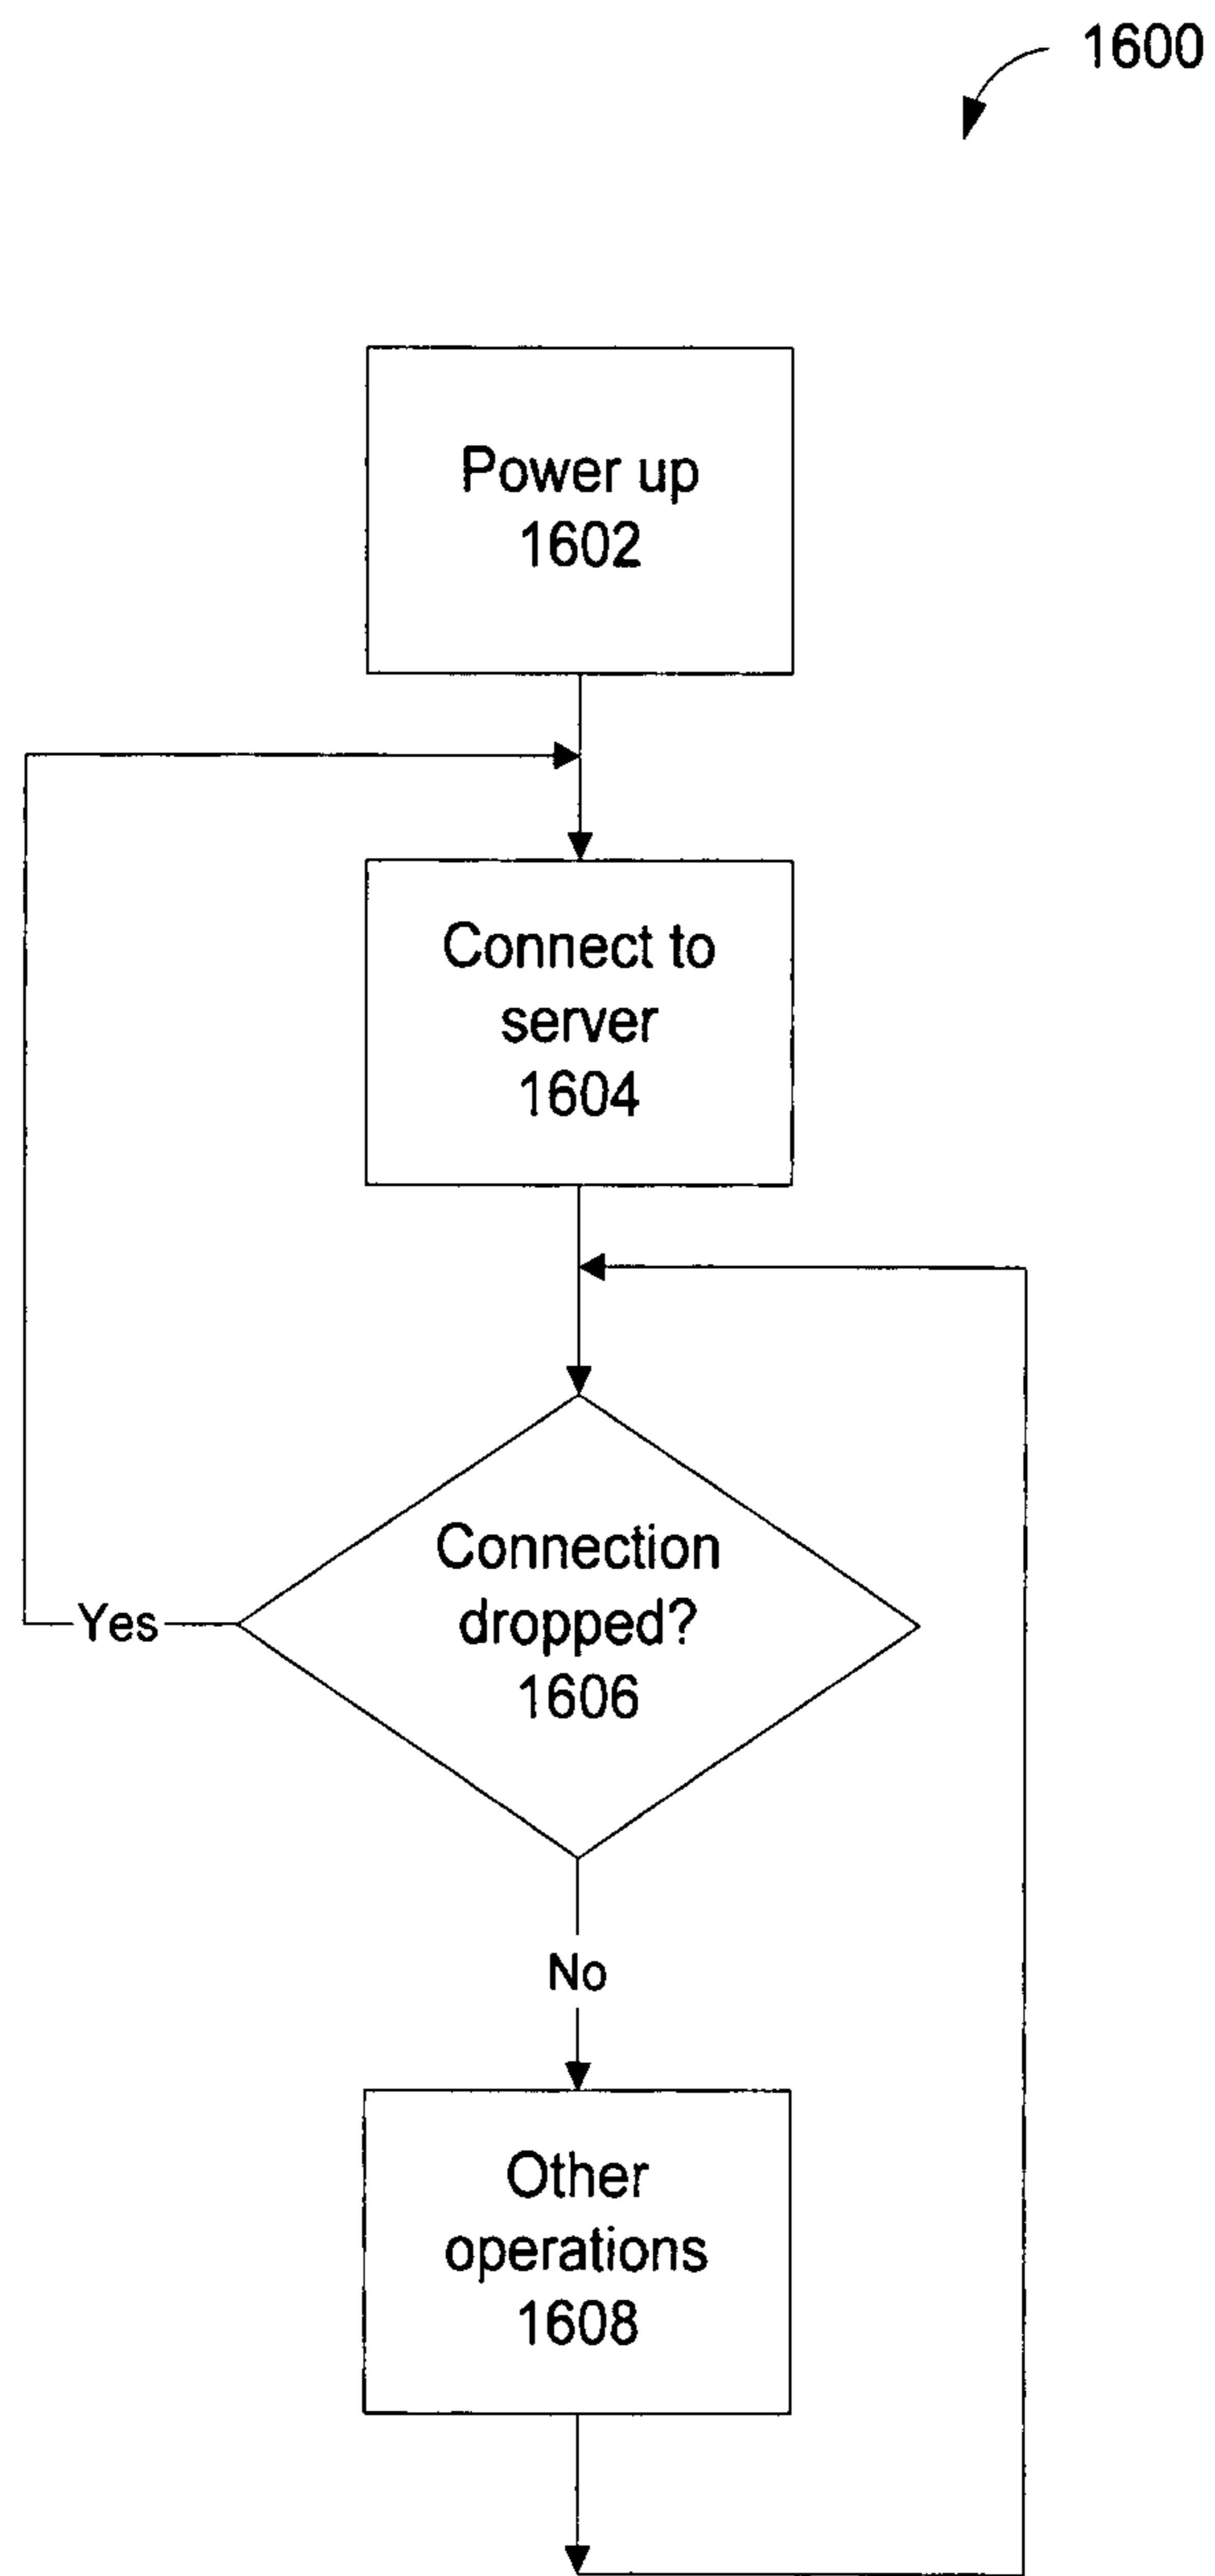 1600
Power up
1602
Connect to
server
1604
Connection
dropped?
1606
Yes
No
Other
operations
1608